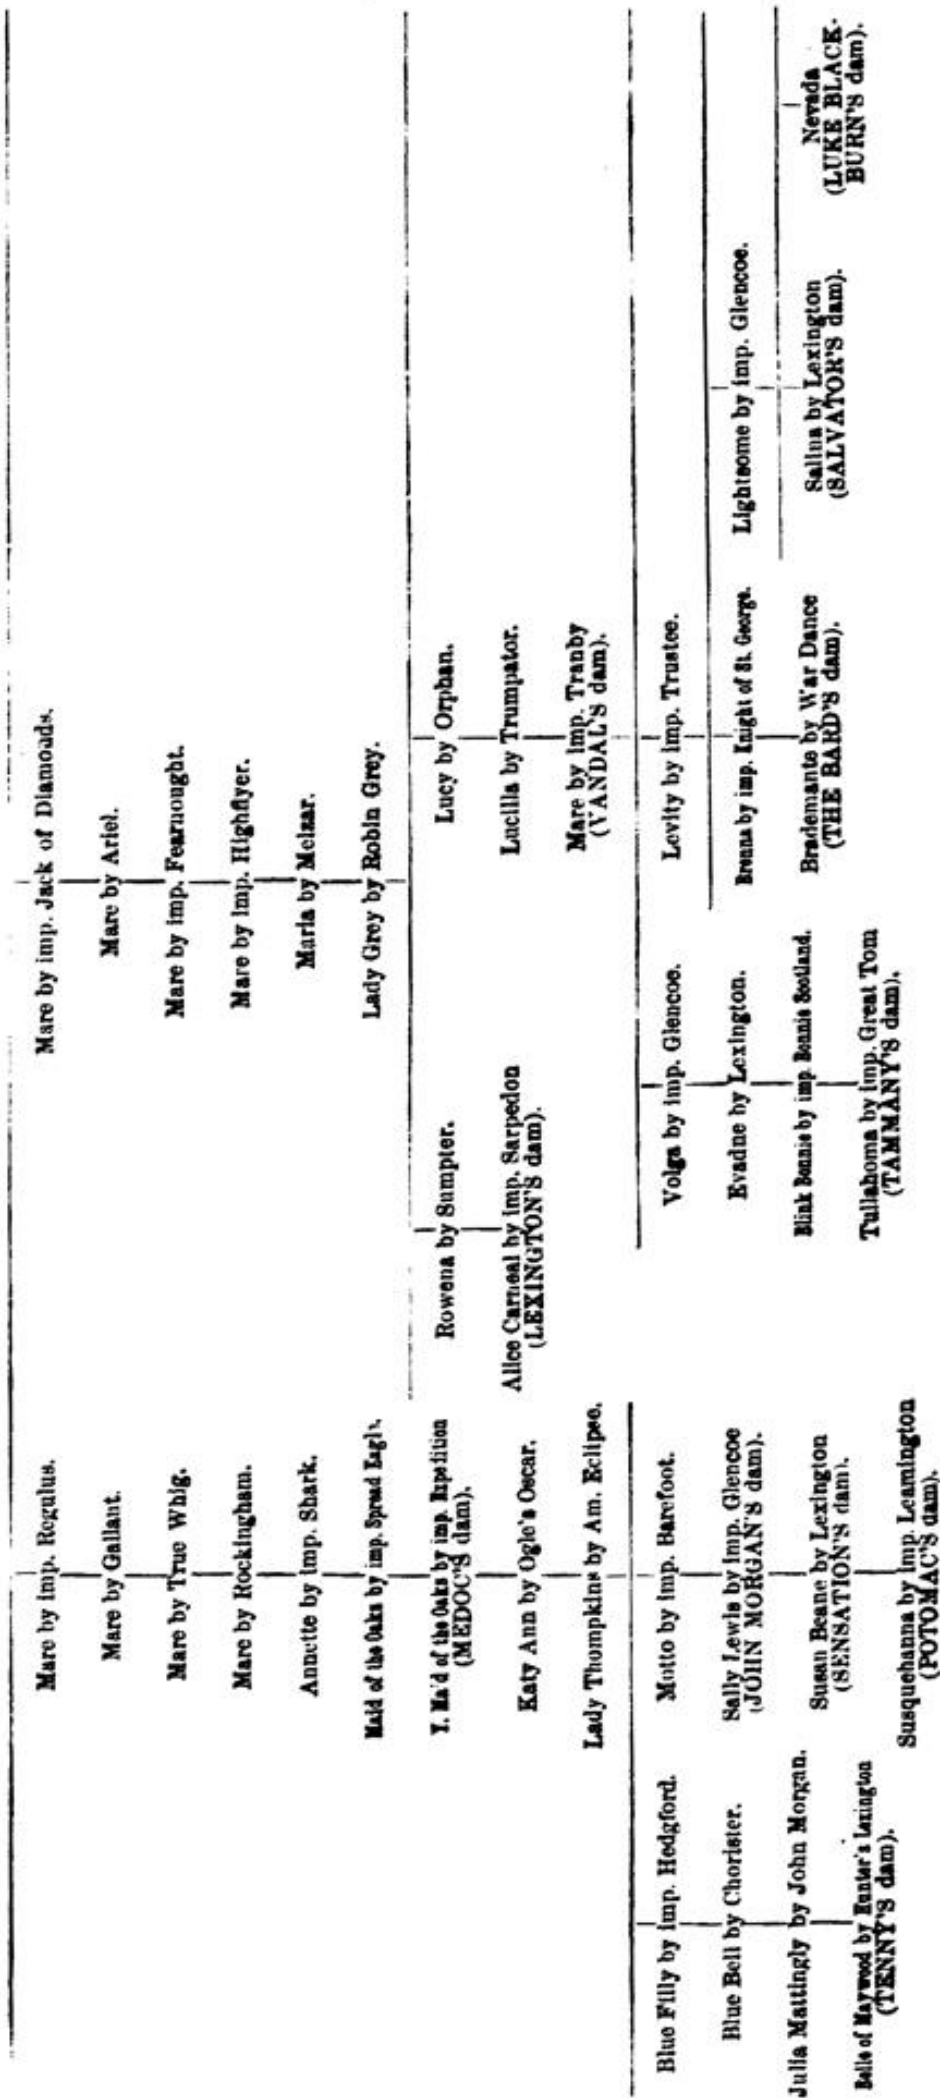 Mare by imp. Regulus.
Mare by Gallant.
Mare by True Whig.
Mare by Rockingham.
Annette by imp. Shark.
Maid of the Oaks by imp. Spread Eagle.
Y. Maid of the Oaks by imp. Expedition
(MEDOC'S dam).
Katy Ann by Ogle's Oscar.
Lady Thompkins by Am. Eclipse.
Blue Filly by imp. Hedgford.
Blue Bell by Chorister.
Julia Mattingly by John Morgan.
Belle of Maywood by Hunter's Lexington
(TENNY'S dam).
Motto by imp. Barefoot.
Sally Lewis by imp. Glencoe
(JOHN MORGAN'S dam).
Susan Beane by Lexington
(SENSATION'S dam).
Susquehanna by imp. Leamington
(POTOMAC'S dam).
Mare by imp. Jack of Diamonds.
Mare by Ariel.
Mare by imp. Fearnought.
Mare by imp. Highflyer.
Maria by Melzar.
Lady Grey by Robin Grey.
Rowena by Sumpter.
Alice Carneal by imp. Sarpedon
(LEXINGTON'S dam).
Lucy by Orphan.
Lucilla by Trumpator.
Mare by imp. Tranby
(VANDAL'S dam).
Volga by imp. Glencoe.
Evadne by Lexington.
Blink Bonnie by imp. Bonnie Scotland.
Tullahoma by imp. Great Tom
(TAMMANY'S dam).
Levity by imp. Trustee.
Brenna by imp. Knight of St. George.
Brademante by War Dance
(THE BARD'S dam).
Lightsome by imp. Glencoe.
Salina by Lexington
(SALVATOR'S dam).
Nevada
(LUKE BLACK-
BURN'S dam).